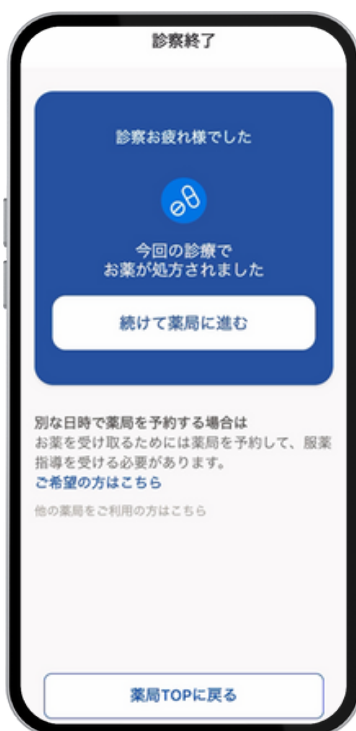 診察終了
診察お疲れ様でした
今回の診療で
お薬が処方されました
続けて薬局に進む
別な日時で薬局を予約する場合は
お薬を受け取るためには薬局を予約して、服薬
指導を受ける必要があります。
ご希望の方はこちら
他の薬局をご利用の方はこちら
薬局TOPに戻る